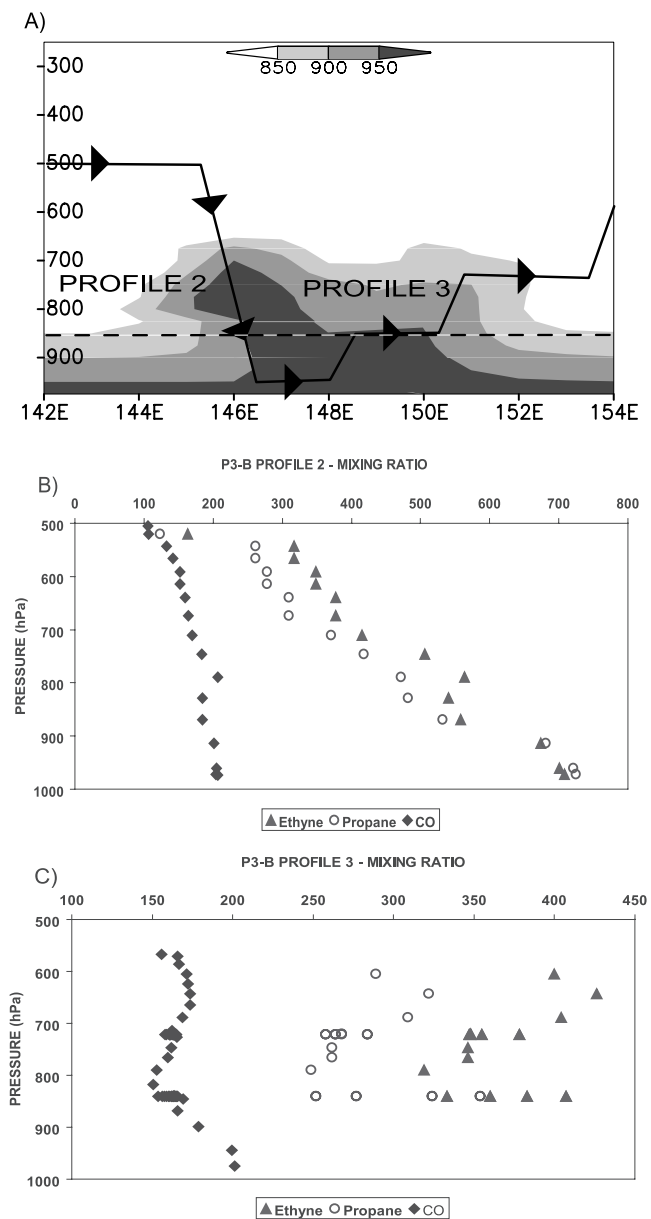 A)
850 900 950
-300
-400
-500
-600
-700
-800
-900
PROFILE 2
PROFILE 3
142E 144E 146E 148E 150E 152E 154E
P3-B PROFILE 2 - MIXING RATIO
B)
0 100 200 300 400 500 600 700 800
500
600
700
800
900
1000
PRESSURE (hPa)
Ethyne Propane CO
P3-B PROFILE 3 - MIXING RATIO
C)
100 150 200 250 300 350 400 450
500
600
700
800
900
1000
PRESSURE (hPa)
Ethyne Propane CO